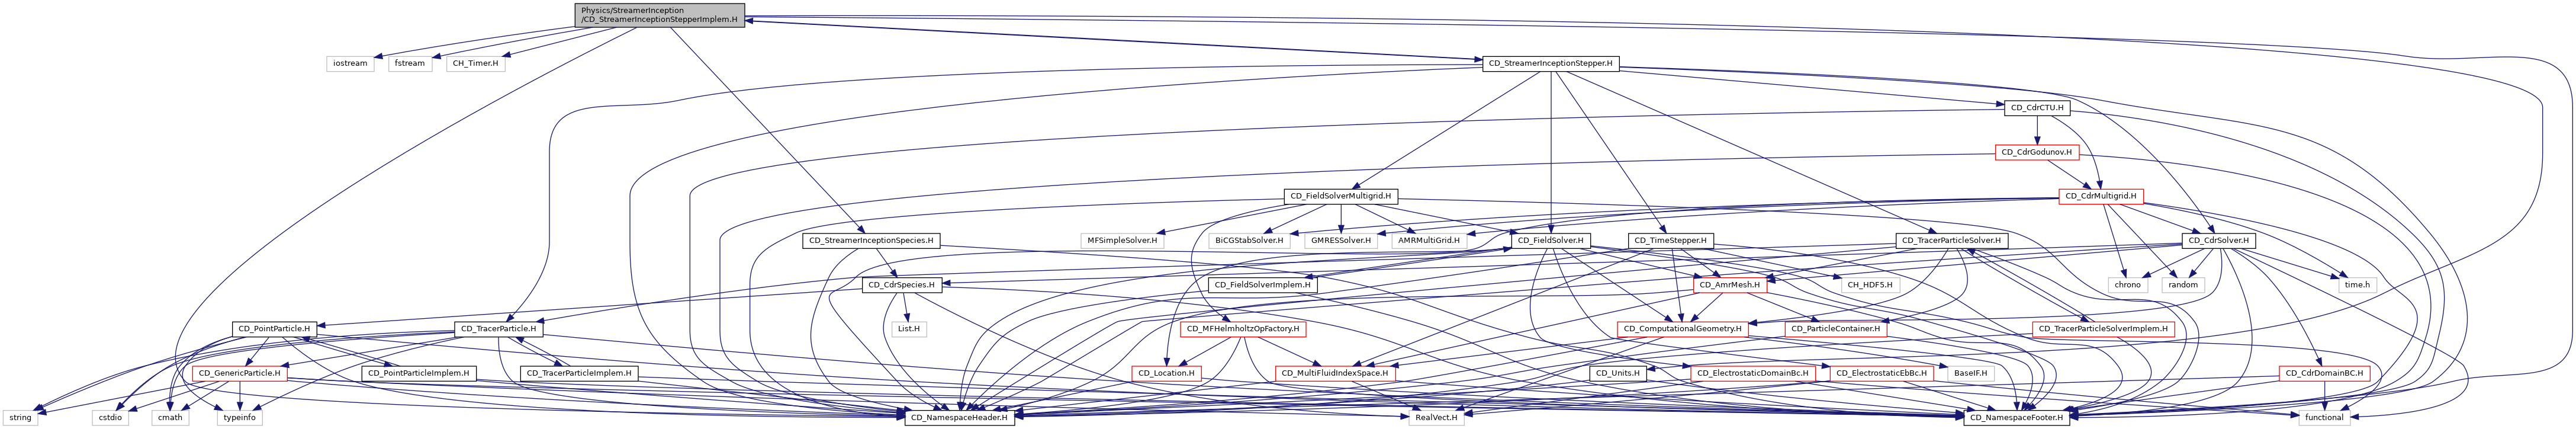 Physics/StreamerInception
/CD_StreamerInceptionStepperImplem.H
iostream
fstream
CH_Timer.H
CD_StreamerInceptionStepper.H
CD_CdrCTU.H
CD_CdrGodunov.H
CD_FieldSolverMultigrid.H
CD_CdrMultigrid.H
CD_StreamerInceptionSpecies.H
MFSimpleSolver.H
BiCGStabSolver.H
GMRESSolver.H
AMRMultiGrid.H
CD_FieldSolver.H
CD_TimeStepper.H
CD_TracerParticleSolver.H
CD_CdrSolver.H
CD_CdrSpecies.H
CD_FieldSolverImplem.H
CD_AmrMesh.H
CH_HDF5.H
chrono
random
time.h
CD_PointParticle.H
CD_TracerParticle.H
List.H
CD_MFHelmholtzOpFactory.H
CD_ComputationalGeometry.H
CD_ParticleContainer.H
CD_TracerParticleSolverImplem.H
CD_GenericParticle.H
CD_PointParticleImplem.H
CD_TracerParticleImplem.H
CD_Location.H
CD_MultiFluidIndexSpace.H
CD_Units.H
CD_ElectrostaticDomainBc.H
CD_ElectrostaticEbBc.H
BaseIF.H
CD_CdrDomainBC.H
string
cstdio
cmath
typeinfo
CD_NamespaceHeader.H
RealVect.H
CD_NamespaceFooter.H
functional